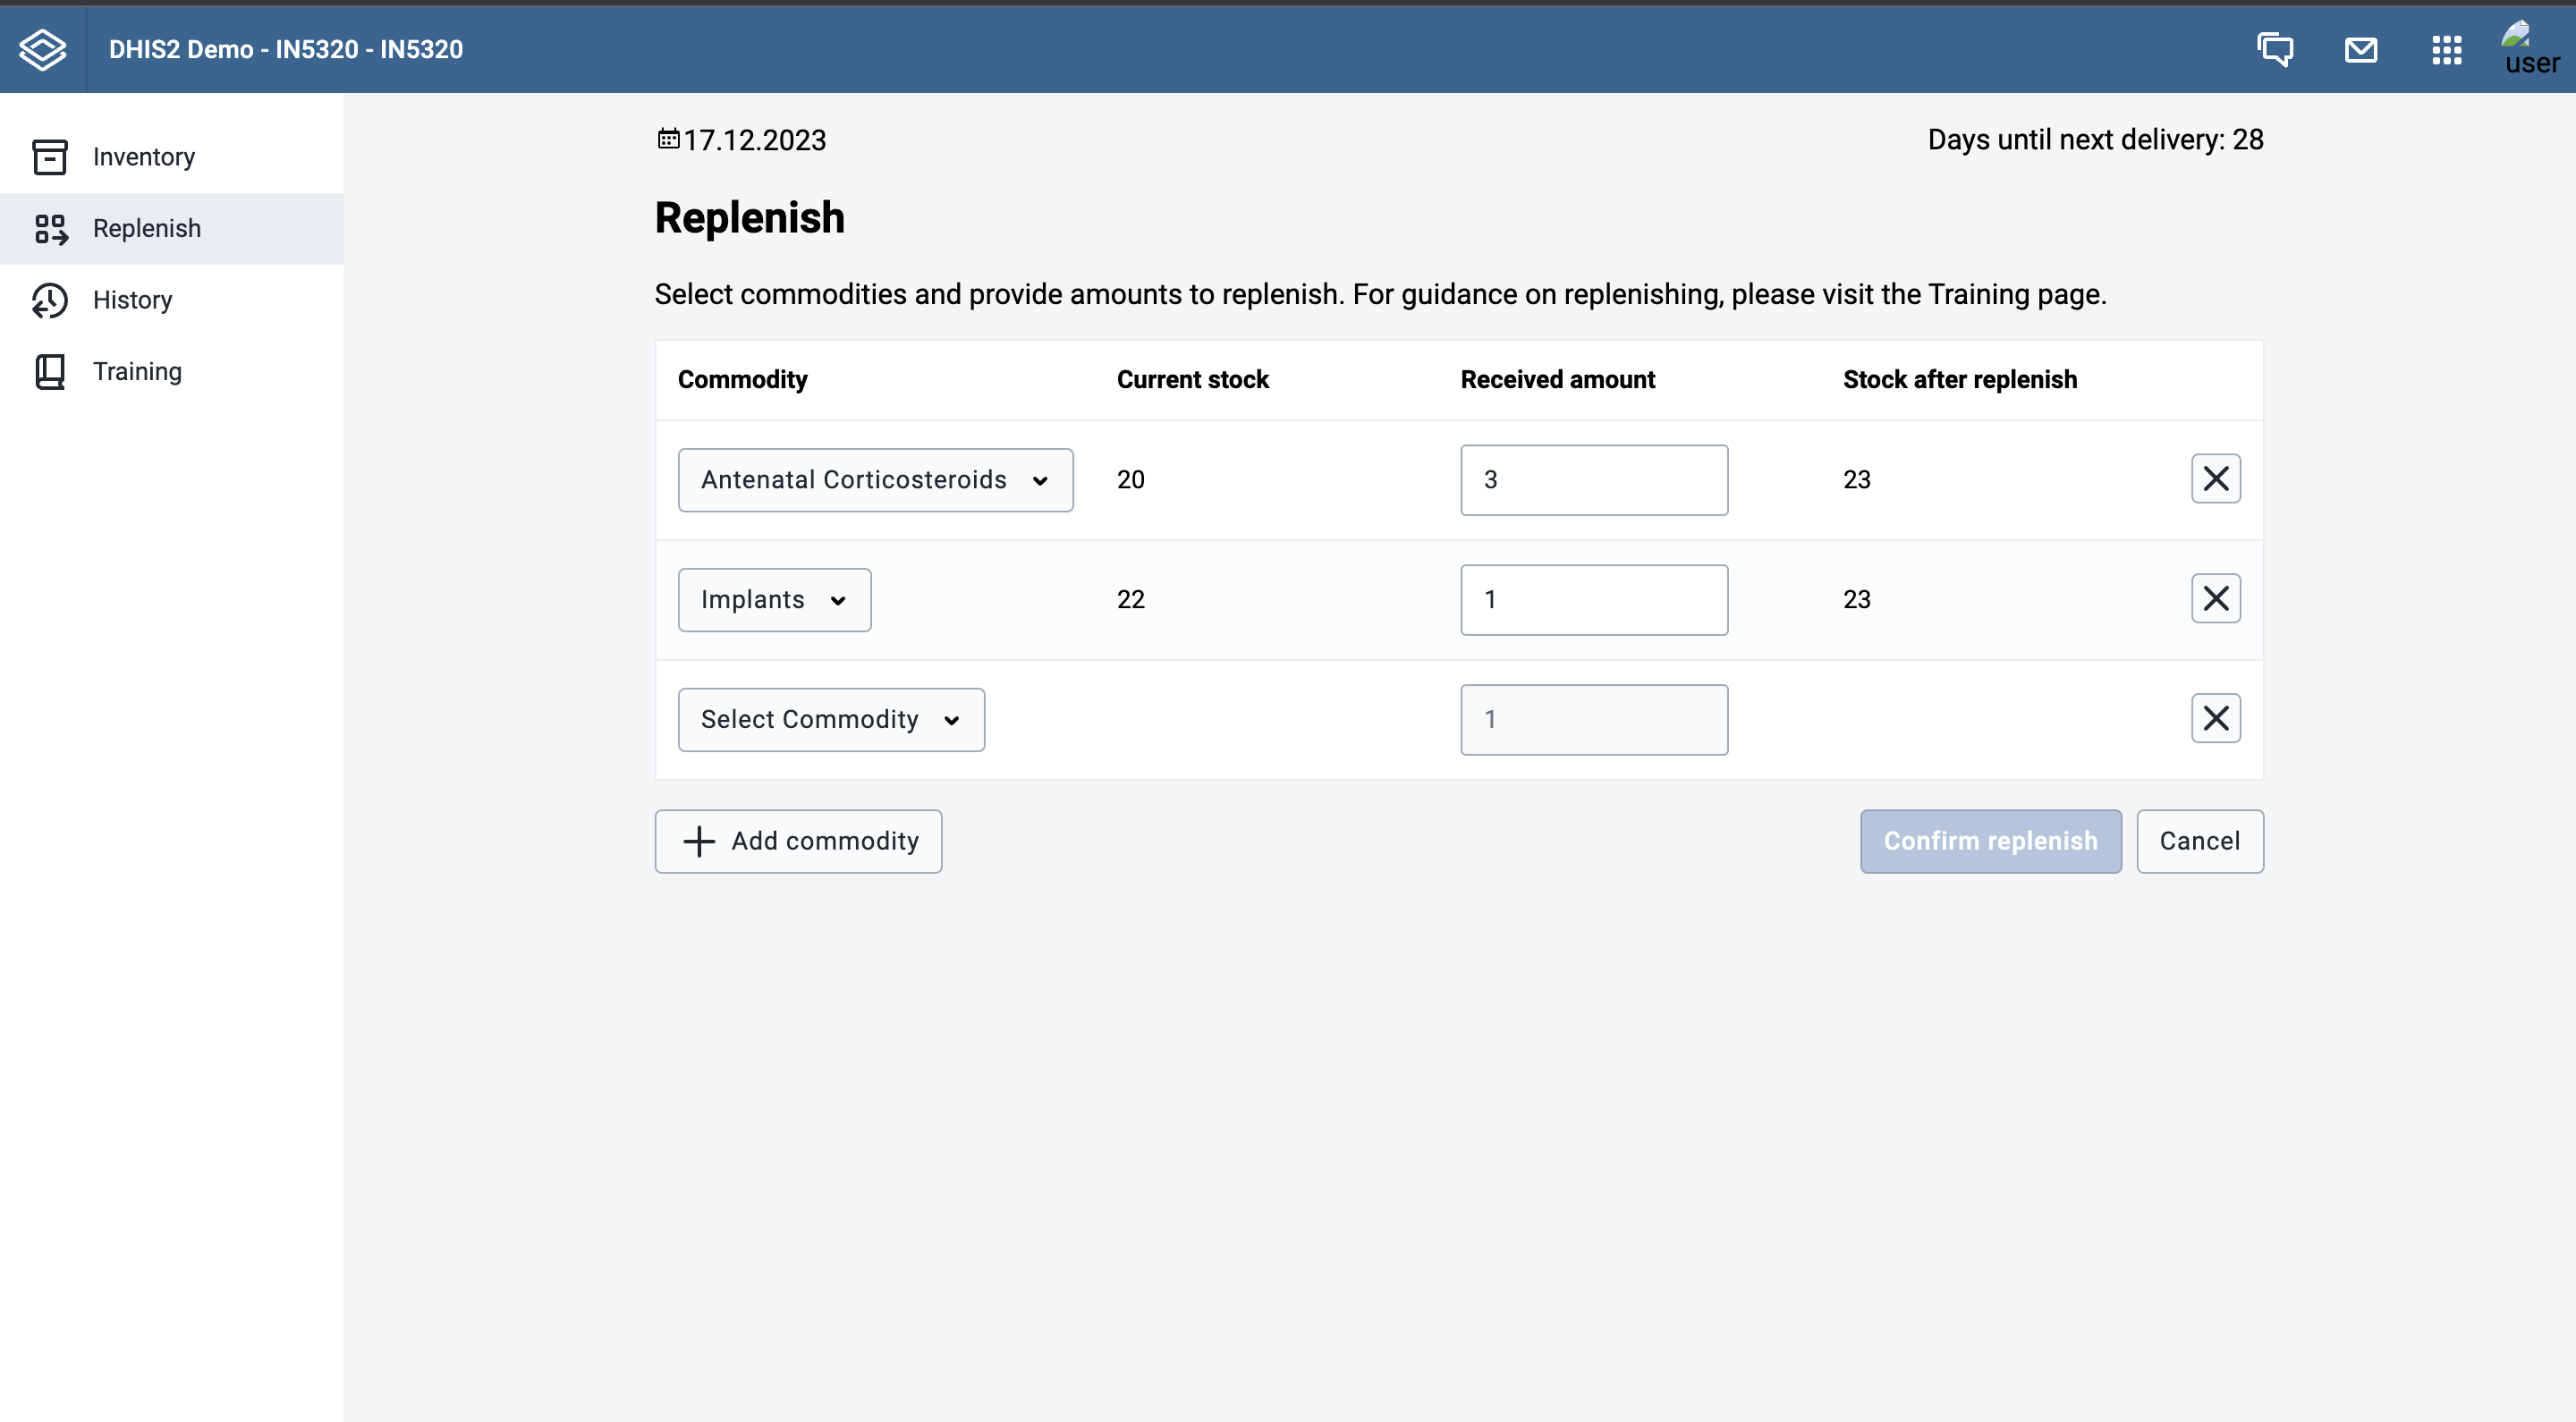 DHIS2 Demo - IN5320 - IN5320
user
Inventory
Replenish
History
Training
17.12.2023
Days until next delivery: 28
Replenish
Select commodities and provide amounts to replenish. For guidance on replenishing, please visit the Training page.
Commodity Current stock Received amount Stock after replenish
Antenatal Corticosteroids 20 3 23
Implants 22 1 23
Select Commodity 1
Add commodity
Confirm replenish
Cancel